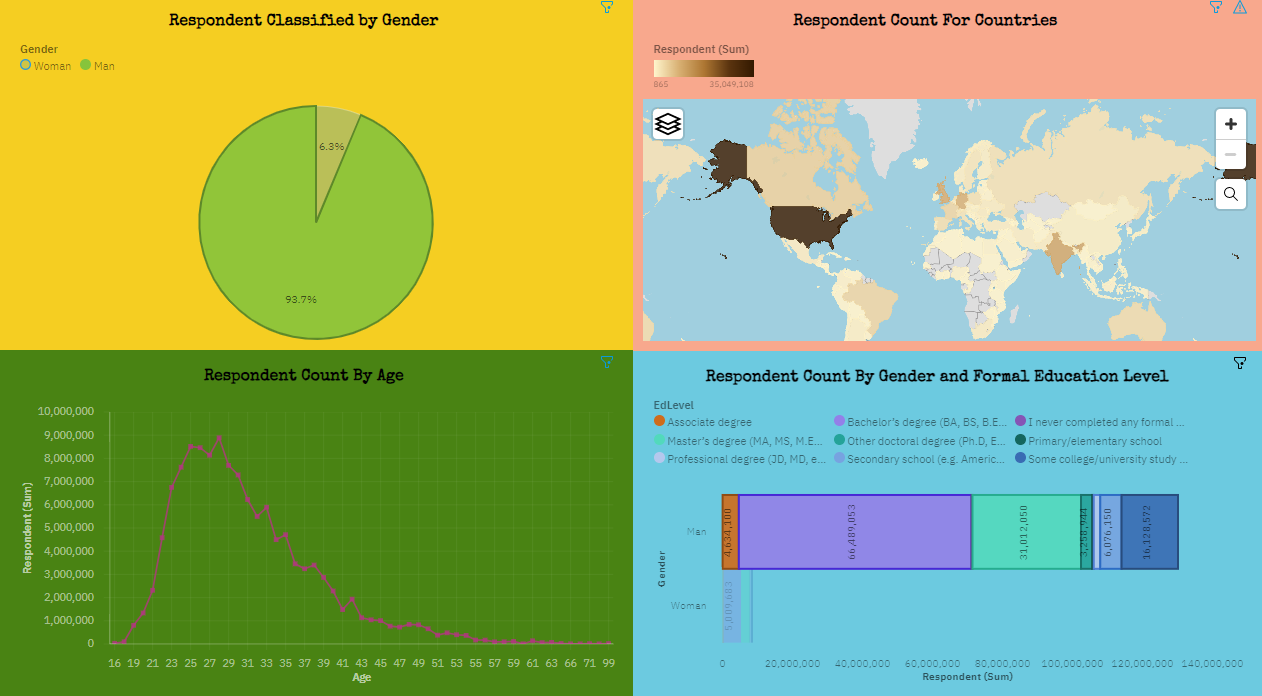 Respondent Classified by Gender
Gender
Woman Man
6.3%
93.7%
Respondent Count For Countries
Respondent (Sum)
865 35,049,108
Respondent Count By Age
Respondent (Sum)
10,000,000
9,000,000
8,000,000
7,000,000
6,000,000
5,000,000
4,000,000
3,000,000
2,000,000
1,000,000
0
16 19 21 23 25 27 29 31 33 35 37 39 41 43 45 47 49 51 53 55 57 59 61 63 66 71 99
Age
Respondent Count By Gender and Formal Education Level
EdLevel
Associate degree Bachelor's degree (BA, BS, B.E... I never completed any formal ...
Master's degree (MA, MS, M.E... Other doctoral degree (Ph.D, E... Primary/elementary school
Professional degree (JD, MD, e... Secondary school (e.g. Americ... Some college/university study ...
Gender
Man
4,634,100
66,489,053
31,012,050
3,258,944
6,076,150
16,128,572
Woman
5,009,683
0 20,000,000 40,000,000 60,000,000 80,000,000 100,000,000 120,000,000 140,000,000
Respondent (Sum)